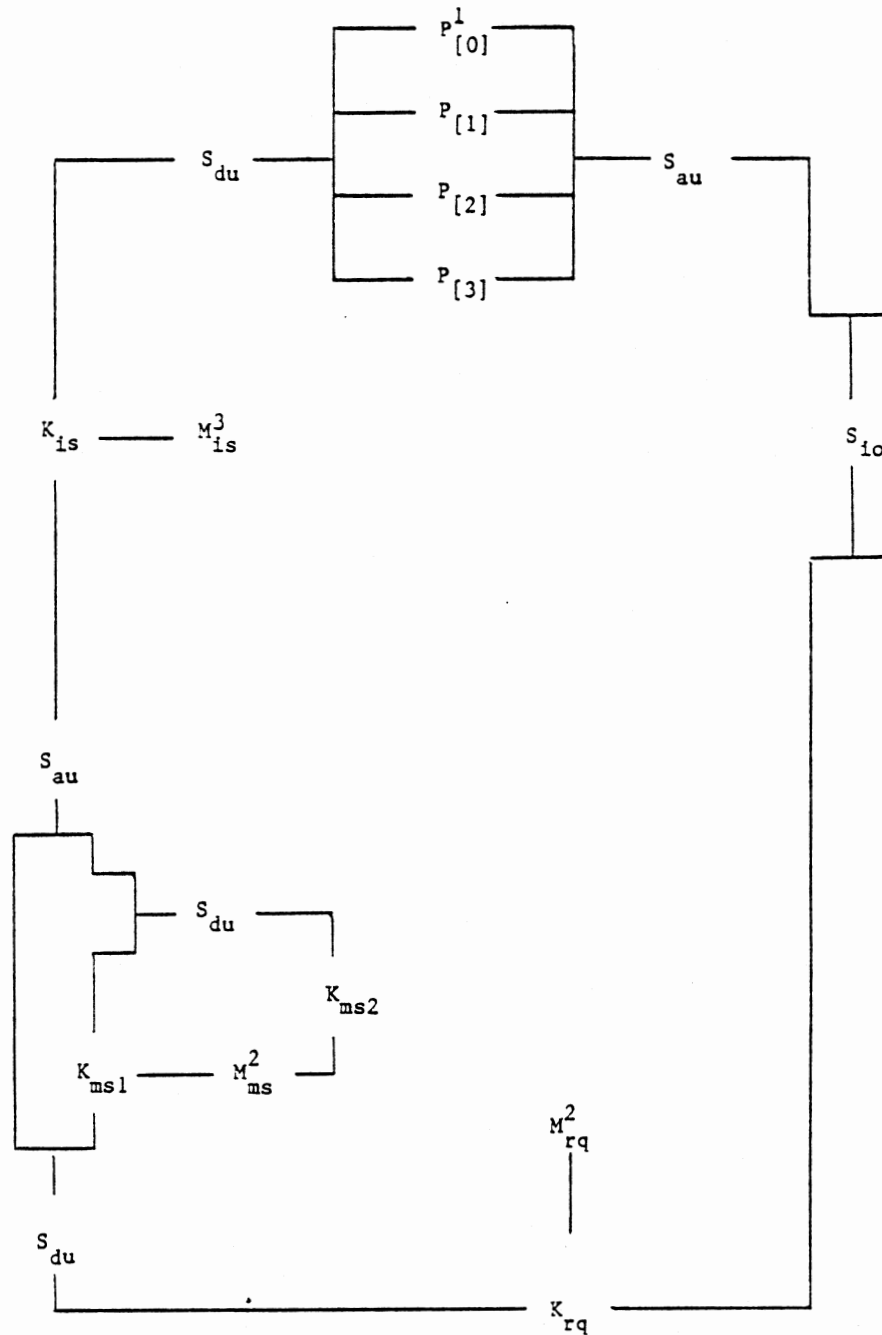 P^1_[0]
P_[1]
S_du
S_au
P_[2]
P_[3]
K_is
M^3_is
S_io
S_au
S_du
K_ms2
K_ms1
M^2_ms
M^2_rq
S_du
K_rq